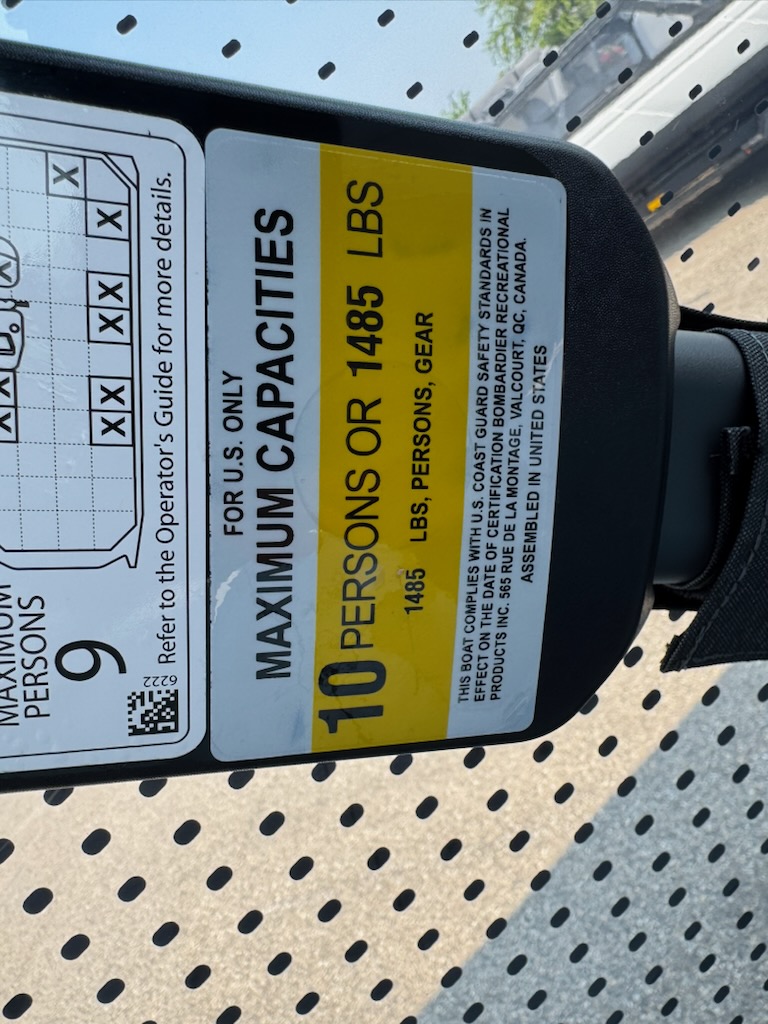 X X X
X
X X X X X
MAXIMUM
PERSONS
9
6222
Refer to the Operator's Guide for more details.
FOR U.S. ONLY
MAXIMUM CAPACITIES
10 PERSONS OR 1485 LBS
1485 LBS, PERSONS, GEAR
THIS BOAT COMPLIES WITH U.S. COAST GUARD SAFETY STANDARDS IN
EFFECT ON THE DATE OF CERTIFICATION BOMBARDIER RECREATIONAL
PRODUCTS INC. 565 RUE DE LA MONTAGE, VALCOURT, QC, CANADA.
ASSEMBLED IN UNITED STATES